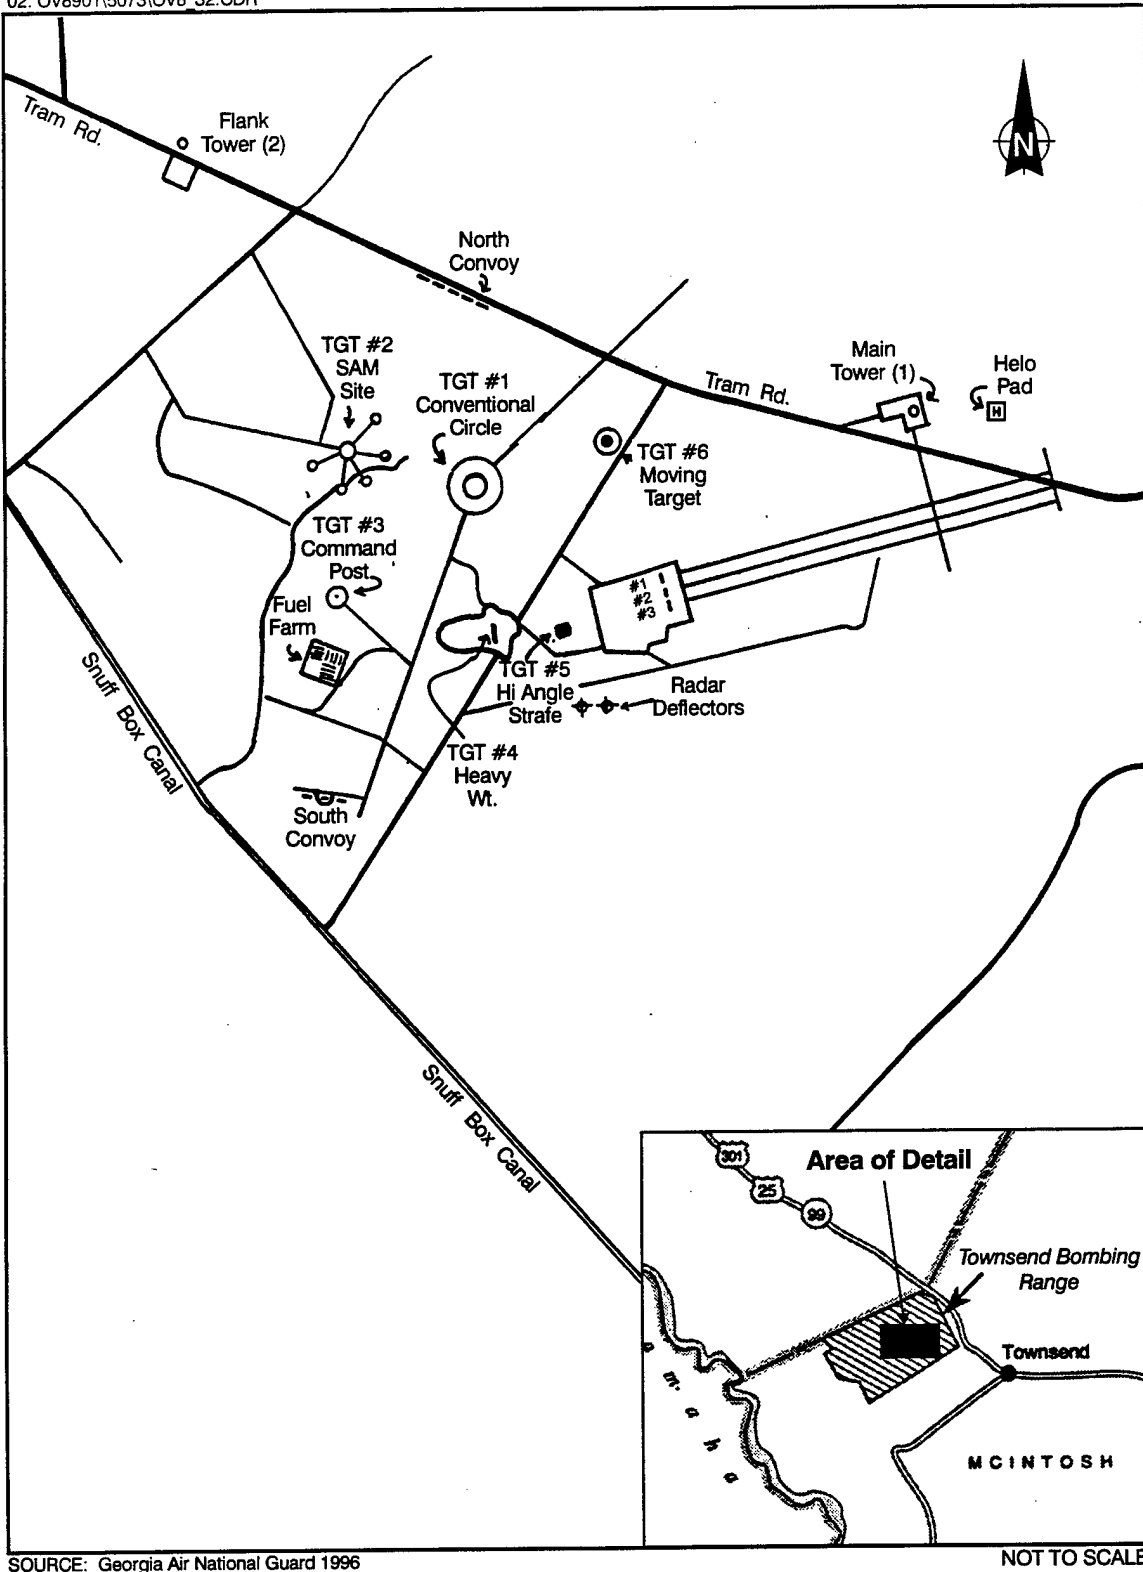 02: OV8901\5073\OV8_32.CDR
Tram Rd.
Flank
Tower (2)
N
North
Convoy
TGT #2
SAM
Site
TGT #1
Conventional
Circle
Main
Tower (1)
Helo
Pad
H
Tram Rd.
TGT #6
Moving
Target
TGT #3
Command
Post
#1
#2
#3
Fuel
Farm
TGT #5
Hi Angle
Strafe
Radar
Deflectors
Snuff Box Canal
TGT #4
Heavy
Wt.
South
Convoy
Snuff Box Canal
301
25
99
Area of Detail
Townsend Bombing
Range
Townsend
a m a h a
MCINTOSH
SOURCE: Georgia Air National Guard 1996
NOT TO SCALE